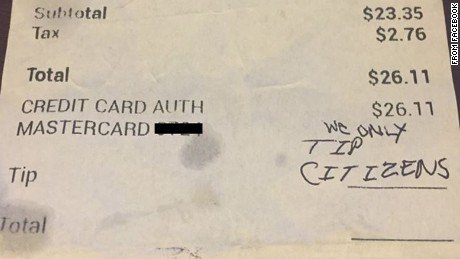 Subtotal $23.35
Tax $2.76
Total $26.11
CREDIT CARD AUTH $26.11
MASTERCARD
WE ONLY
TIP
Tip CITIZENS
Total
FROM FACEBOOK